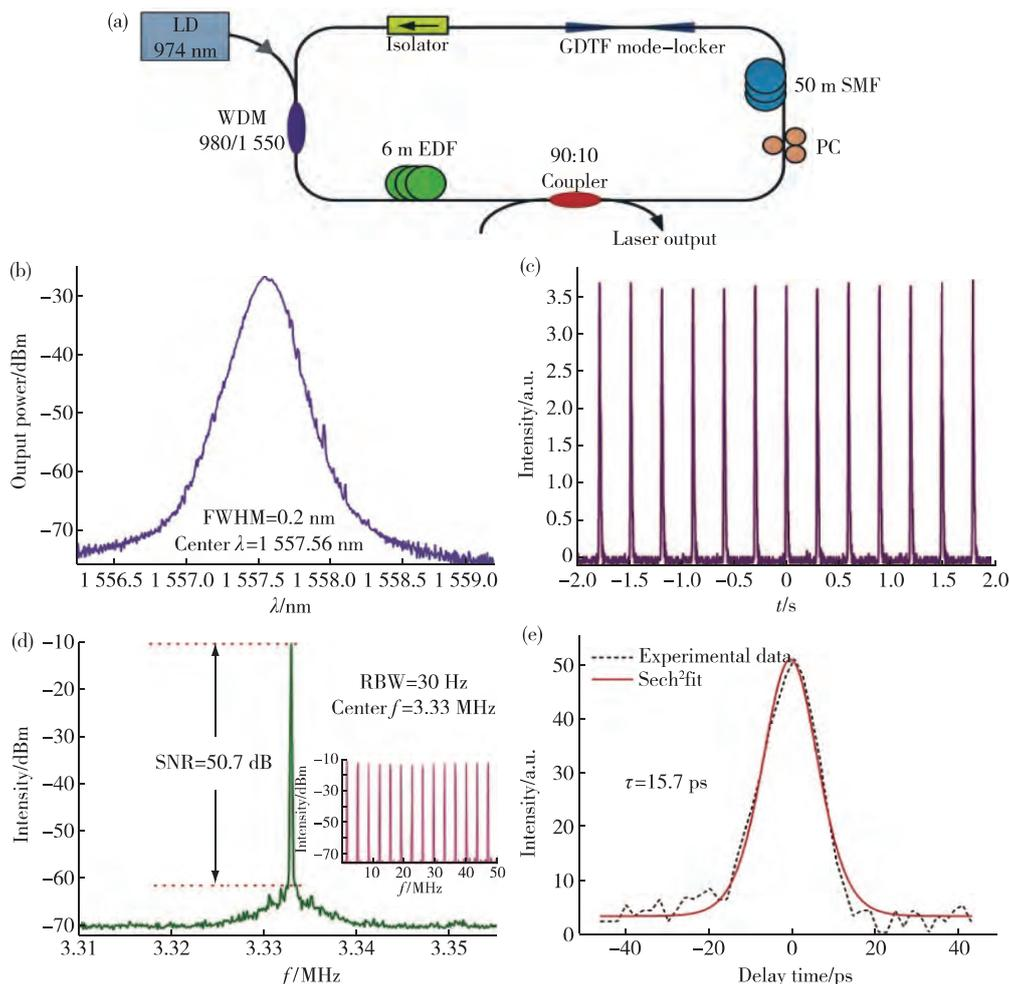 (a)
LD
974 nm
Isolator
GDTF mode-locker
50 m SMF
WDM
980/1 550
PC
6 m EDF
90:10
Coupler
Laser output
(b)
Output power/dBm
-30
-40
-50
-60
-70
FWHM=0.2 nm
Center λ=1 557.56 nm
1 556.5 1 557.0 1 557.5 1 558.0 1 558.5 1 559.0
λ/nm
(c)
Intensity/a.u.
3.5
3.0
2.5
2.0
1.5
1.0
0.5
0
-2.0 -1.5 -1.0 -0.5 0 0.5 1.0 1.5 2.0
t/s
(d)
Intensity/dBm
-10
-20
-30
-40
-50
-60
-70
RBW=30 Hz
Center f=3.33 MHz
SNR=50.7 dB
Intensity/dBm
-10
-30
-50
-70
10 20 30 40 50
f/MHz
3.31 3.32 3.33 3.34 3.35
f/MHz
(e)
Intensity/a.u.
50
40
30
20
10
0
Experimental data
Sech²fit
τ=15.7 ps
-40 -20 0 20 40
Delay time/ps